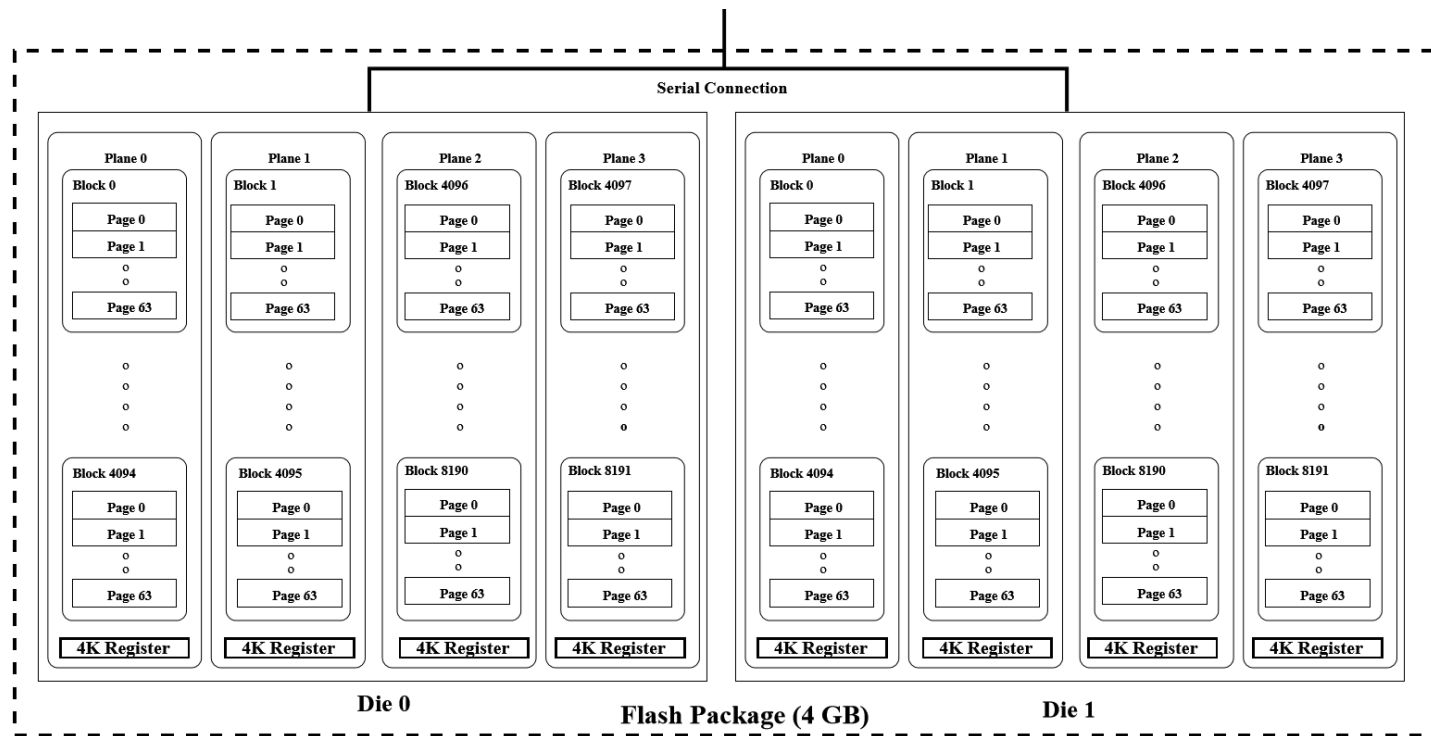 Serial Connection
Plane 0 Plane 1 Plane 2 Plane 3 Plane 0 Plane 1 Plane 2 Plane 3
Block 0 Block 1 Block 4096 Block 4097 Block 0 Block 1 Block 4096 Block 4097
Page 0 Page 0 Page 0 Page 0 Page 0 Page 0 Page 0 Page 0
Page 1 Page 1 Page 1 Page 1 Page 1 Page 1 Page 1 Page 1
Page 63 Page 63 Page 63 Page 63 Page 63 Page 63 Page 63 Page 63
Block 4094 Block 4095 Block 8190 Block 8191 Block 4094 Block 4095 Block 8190 Block 8191
Page 0 Page 0 Page 0 Page 0 Page 0 Page 0 Page 0 Page 0
Page 1 Page 1 Page 1 Page 1 Page 1 Page 1 Page 1 Page 1
Page 63 Page 63 Page 63 Page 63 Page 63 Page 63 Page 63 Page 63
4K Register 4K Register 4K Register 4K Register 4K Register 4K Register 4K Register 4K Register
Die 0 Flash Package (4 GB) Die 1